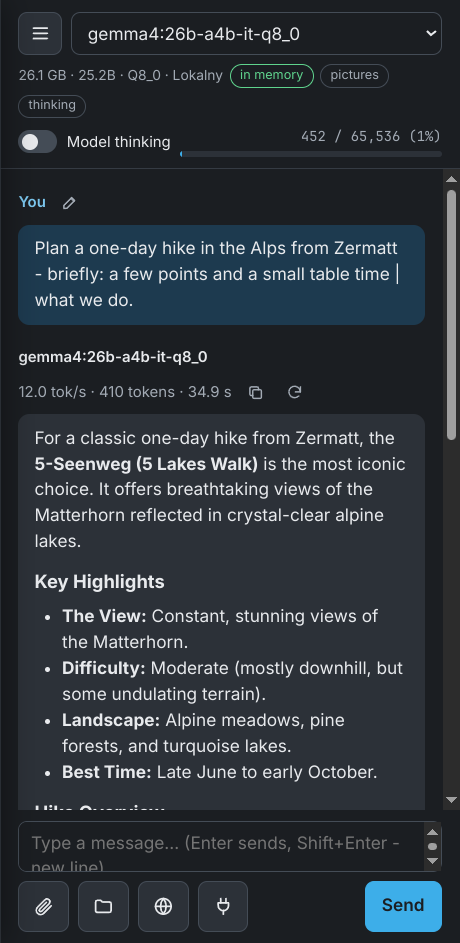 gemma4:26b-a4b-it-q8_0
26.1 GB · 25.2B · Q8_0 · Lokalny in memory pictures
thinking
Model thinking 452 / 65,536 (1%)
You
Plan a one-day hike in the Alps from Zermatt
- briefly: a few points and a small table time |
what we do.
gemma4:26b-a4b-it-q8_0
12.0 tok/s · 410 tokens · 34.9 s
For a classic one-day hike from Zermatt, the
5-Seenweg (5 Lakes Walk) is the most iconic
choice. It offers breathtaking views of the
Matterhorn reflected in crystal-clear alpine
lakes.
Key Highlights
• The View: Constant, stunning views of
the Matterhorn.
• Difficulty: Moderate (mostly downhill, but
some undulating terrain).
• Landscape: Alpine meadows, pine
forests, and turquoise lakes.
• Best Time: Late June to early October.
Hike Overview
Type a message... (Enter sends, Shift+Enter -
new line)
Send